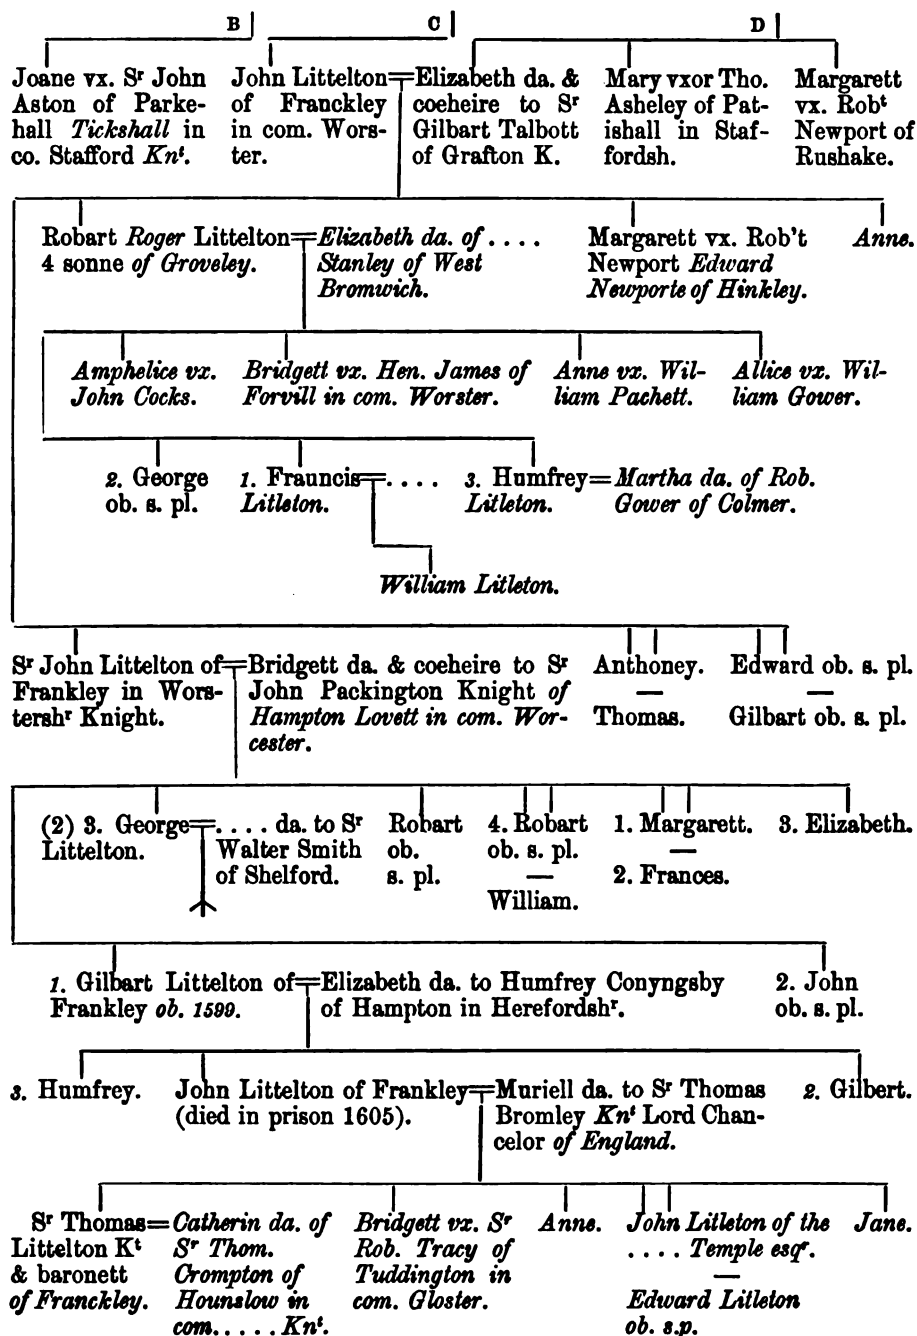 B C D
Joane vx. Sr John
Aston of Parke-
hall Tickshall in
co. Stafford Knt.
John Littelton
of Franckley
in com. Wors-
ter.
Elizabeth da. &
coeheire to Sr
Gilbart Talbott
of Grafton K.
Mary vxor Tho.
Asheley of Pat-
ishall in Staf-
fordsh.
Margarett
vx. Robt
Newport of
Rushake.
Robart Roger Littelton
4 sonne of Groveley.
Elizabeth da. of ....
Stanley of West
Bromwich.
Margarett vx. Rob't
Newport Edward
Newporte of Hinkley.
Anne.
Amphelice vx.
John Cocks.
Bridgett vx. Hen. James of
Forvill in com. Worster.
Anne vx. Wil-
liam Pachett.
Allice vx. Wil-
liam Gower.
2. George
ob. s. pl.
1. Frauncis
Litleton.
....
3. Humfrey
Litleton.
Martha da. of Rob.
Gower of Colmer.
William Litleton.
Sr John Littelton of
Frankley in Wors-
tershr Knight.
Bridgett da. & coeheire to Sr
John Packington Knight of
Hampton Lovett in com. Wor-
cester.
Anthoney.
—
Thomas.
Edward ob. s. pl.
—
Gilbart ob. s. pl.
(2) 3. George
Littelton.
.... da. to Sr
Walter Smith
of Shelford.
Robart
ob.
s. pl.
4. Robart
ob. s. pl.
—
William.
1. Margarett.
—
2. Frances.
3. Elizabeth.
1. Gilbart Littelton of
Frankley ob. 1599.
Elizabeth da. to Humfrey Conyngsby
of Hampton in Herefordshr.
2. John
ob. s. pl.
3. Humfrey.
John Littelton of Frankley
(died in prison 1605).
Muriell da. to Sr Thomas
Bromley Knt Lord Chan-
celor of England.
2. Gilbert.
Sr Thomas
Littelton Kt
& baronett
of Franckley.
Catherin da. of
Sr Thom.
Crompton of
Hounslow in
com..... Knt.
Bridgett vx. Sr
Rob. Tracy of
Tuddington in
com. Gloster.
Anne.
John Litleton of the
.... Temple esqr.
—
Edward Litleton
ob. s.p.
Jane.